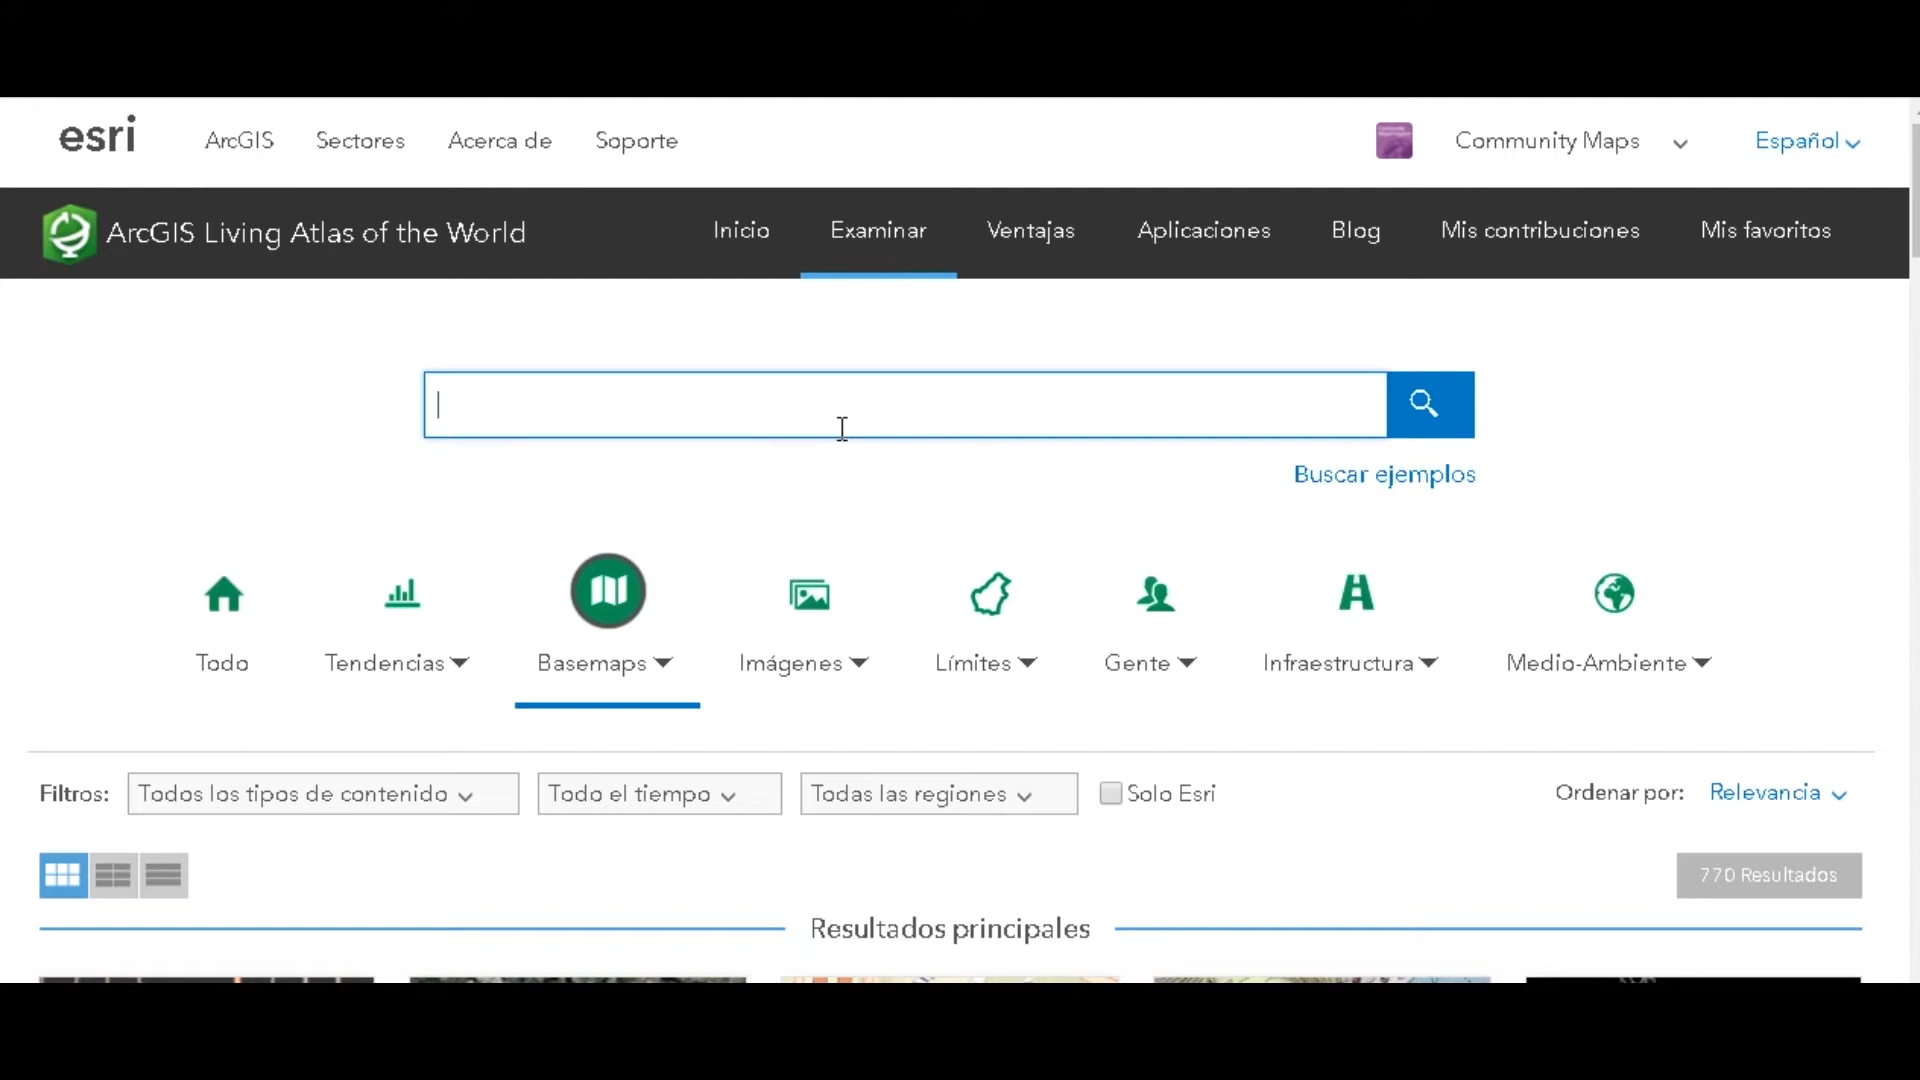 esri ArcGIS Sectores Acerca de Soporte Community Maps Español
ArcGIS Living Atlas of the World Inicio Examinar Ventajas Aplicaciones Blog Mis contribuciones Mis favoritos
Buscar ejemplos
Todo Tendencias Basemaps Imágenes Límites Gente Infraestructura Medio-Ambiente
Filtros: Todos los tipos de contenido Todo el tiempo Todas las regiones Solo Esri Ordenar por: Relevancia
770 Resultados
Resultados principales